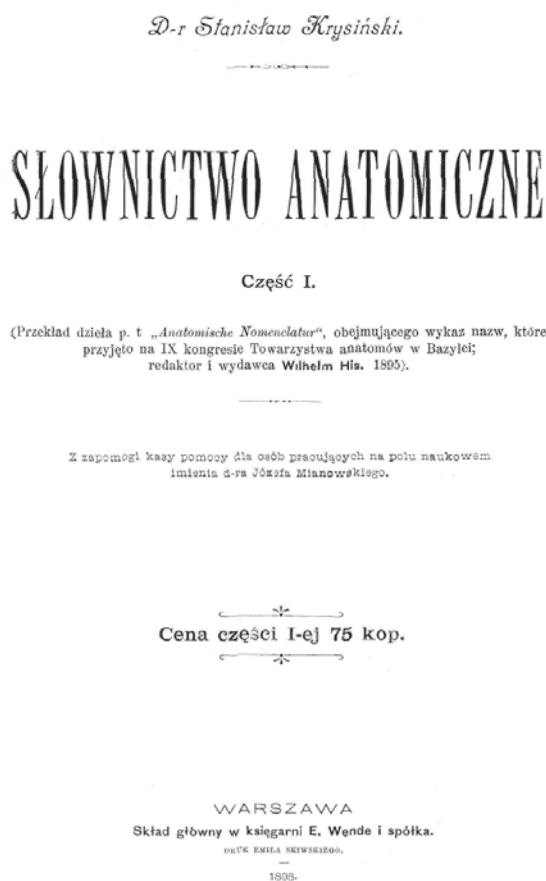 D-r Stanisław Krysiński.
SŁOWNICTWO ANATOMICZNE
Część I.
(Przekład dzieła p. t „Anatomische Nomenclatur“, obejmującego wykaz nazw, które
przyjęto na IX kongresie Towarzystwa anatomów w Bazylei;
redaktor i wydawca Wilhelm His. 1895).
Z zapomogi kasy pomocy dla osób pracujących na polu naukowem
imienia d-ra Józefa Mianowskiego.
Cena części I-ej 75 kop.
WARSZAWA
Skład główny w księgarni E. Wende i spółka.
DRUK EMILA SKIWSKIEGO.
1898.